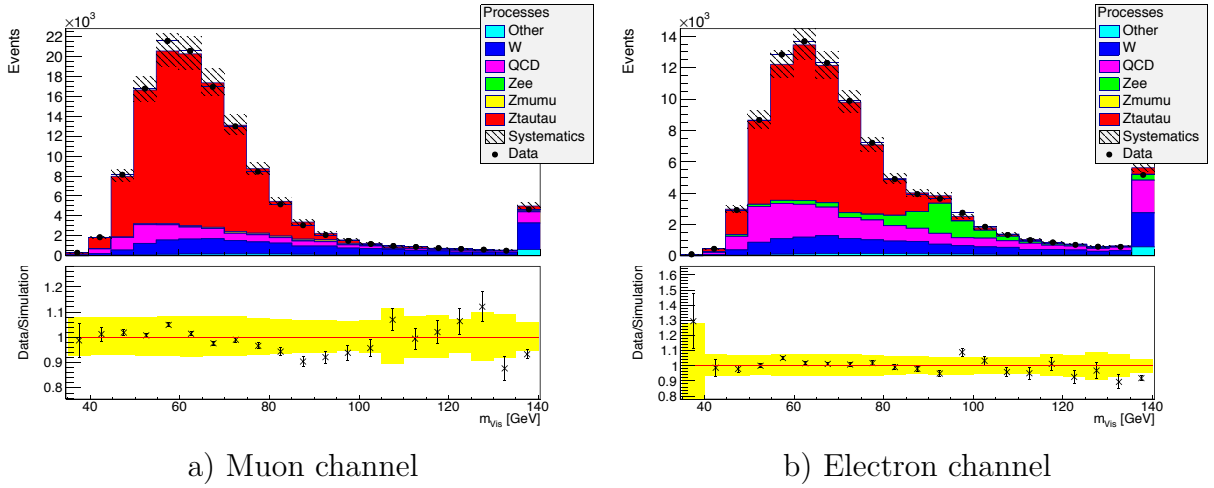 ×10³
Events
22
20
18
16
14
12
10
8
6
4
2
0
Processes
Other
W
QCD
Zee
Zmumu
Ztautau
Systematics
Data
Data/Simulation
1.2
1.1
1
0.9
0.8
40
60
80
100
120
140
mVis [GeV]
a) Muon channel
×10³
Events
14
12
10
8
6
4
2
0
Processes
Other
W
QCD
Zee
Zmumu
Ztautau
Systematics
Data
Data/Simulation
1.6
1.5
1.4
1.3
1.2
1.1
1
0.9
0.8
40
60
80
100
120
140
mVis [GeV]
b) Electron channel